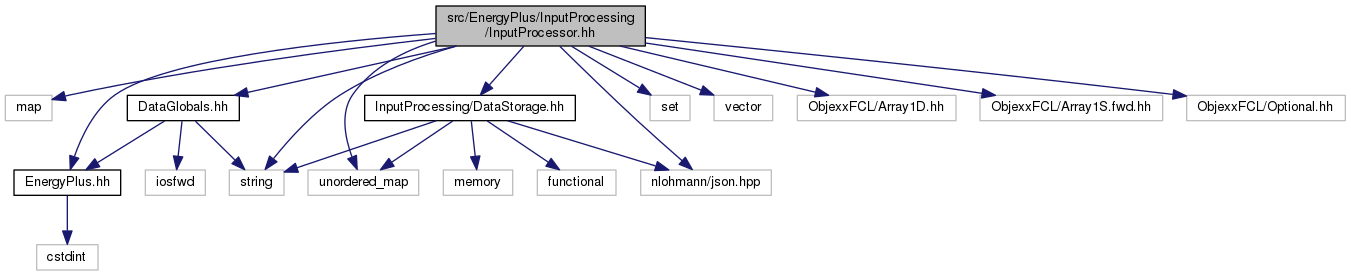 src/EnergyPlus/InputProcessing
/InputProcessor.hh
map
DataGlobals.hh
InputProcessing/DataStorage.hh
set
vector
ObjexxFCL/Array1D.hh
ObjexxFCL/Array1S.fwd.hh
ObjexxFCL/Optional.hh
EnergyPlus.hh
iosfwd
string
unordered_map
memory
functional
nlohmann/json.hpp
cstdint